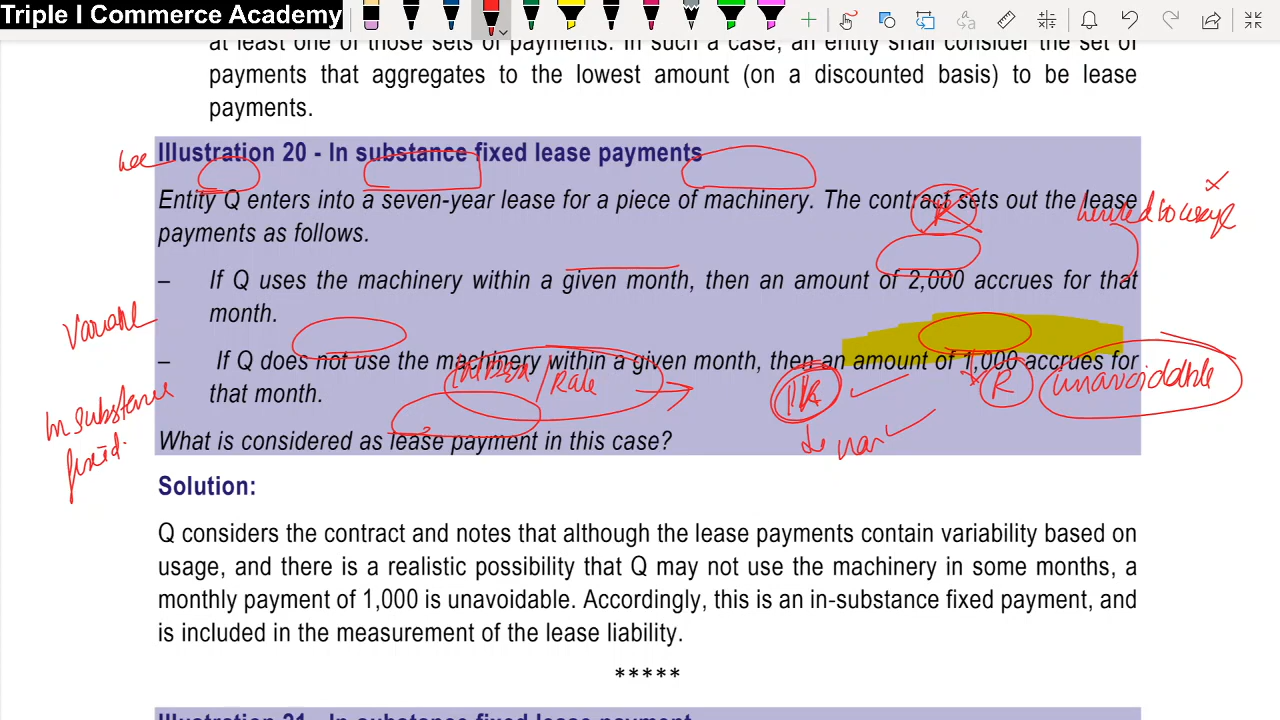 Triple I Commerce Academy
at least one of those sets of payments. In such a case, an entity shall consider the set of
payments that aggregates to the lowest amount (on a discounted basis) to be lease
payments.
Illustration 20 - In substance fixed lease payments
Entity Q enters into a seven-year lease for a piece of machinery. The contract sets out the lease
payments as follows.
– If Q uses the machinery within a given month, then an amount of 2,000 accrues for that
month.
Variable
– If Q does not use the machinery within a given month, then an amount of 1,000 accrues for
that month.
/ Rate
R
unavoidable
In substance
fixed.
What is considered as lease payment in this case?
Solution:
Q considers the contract and notes that although the lease payments contain variability based on
usage, and there is a realistic possibility that Q may not use the machinery in some months, a
monthly payment of 1,000 is unavoidable. Accordingly, this is an in-substance fixed payment, and
is included in the measurement of the lease liability.
*****
Illustration 21 - In substance fixed lease payment